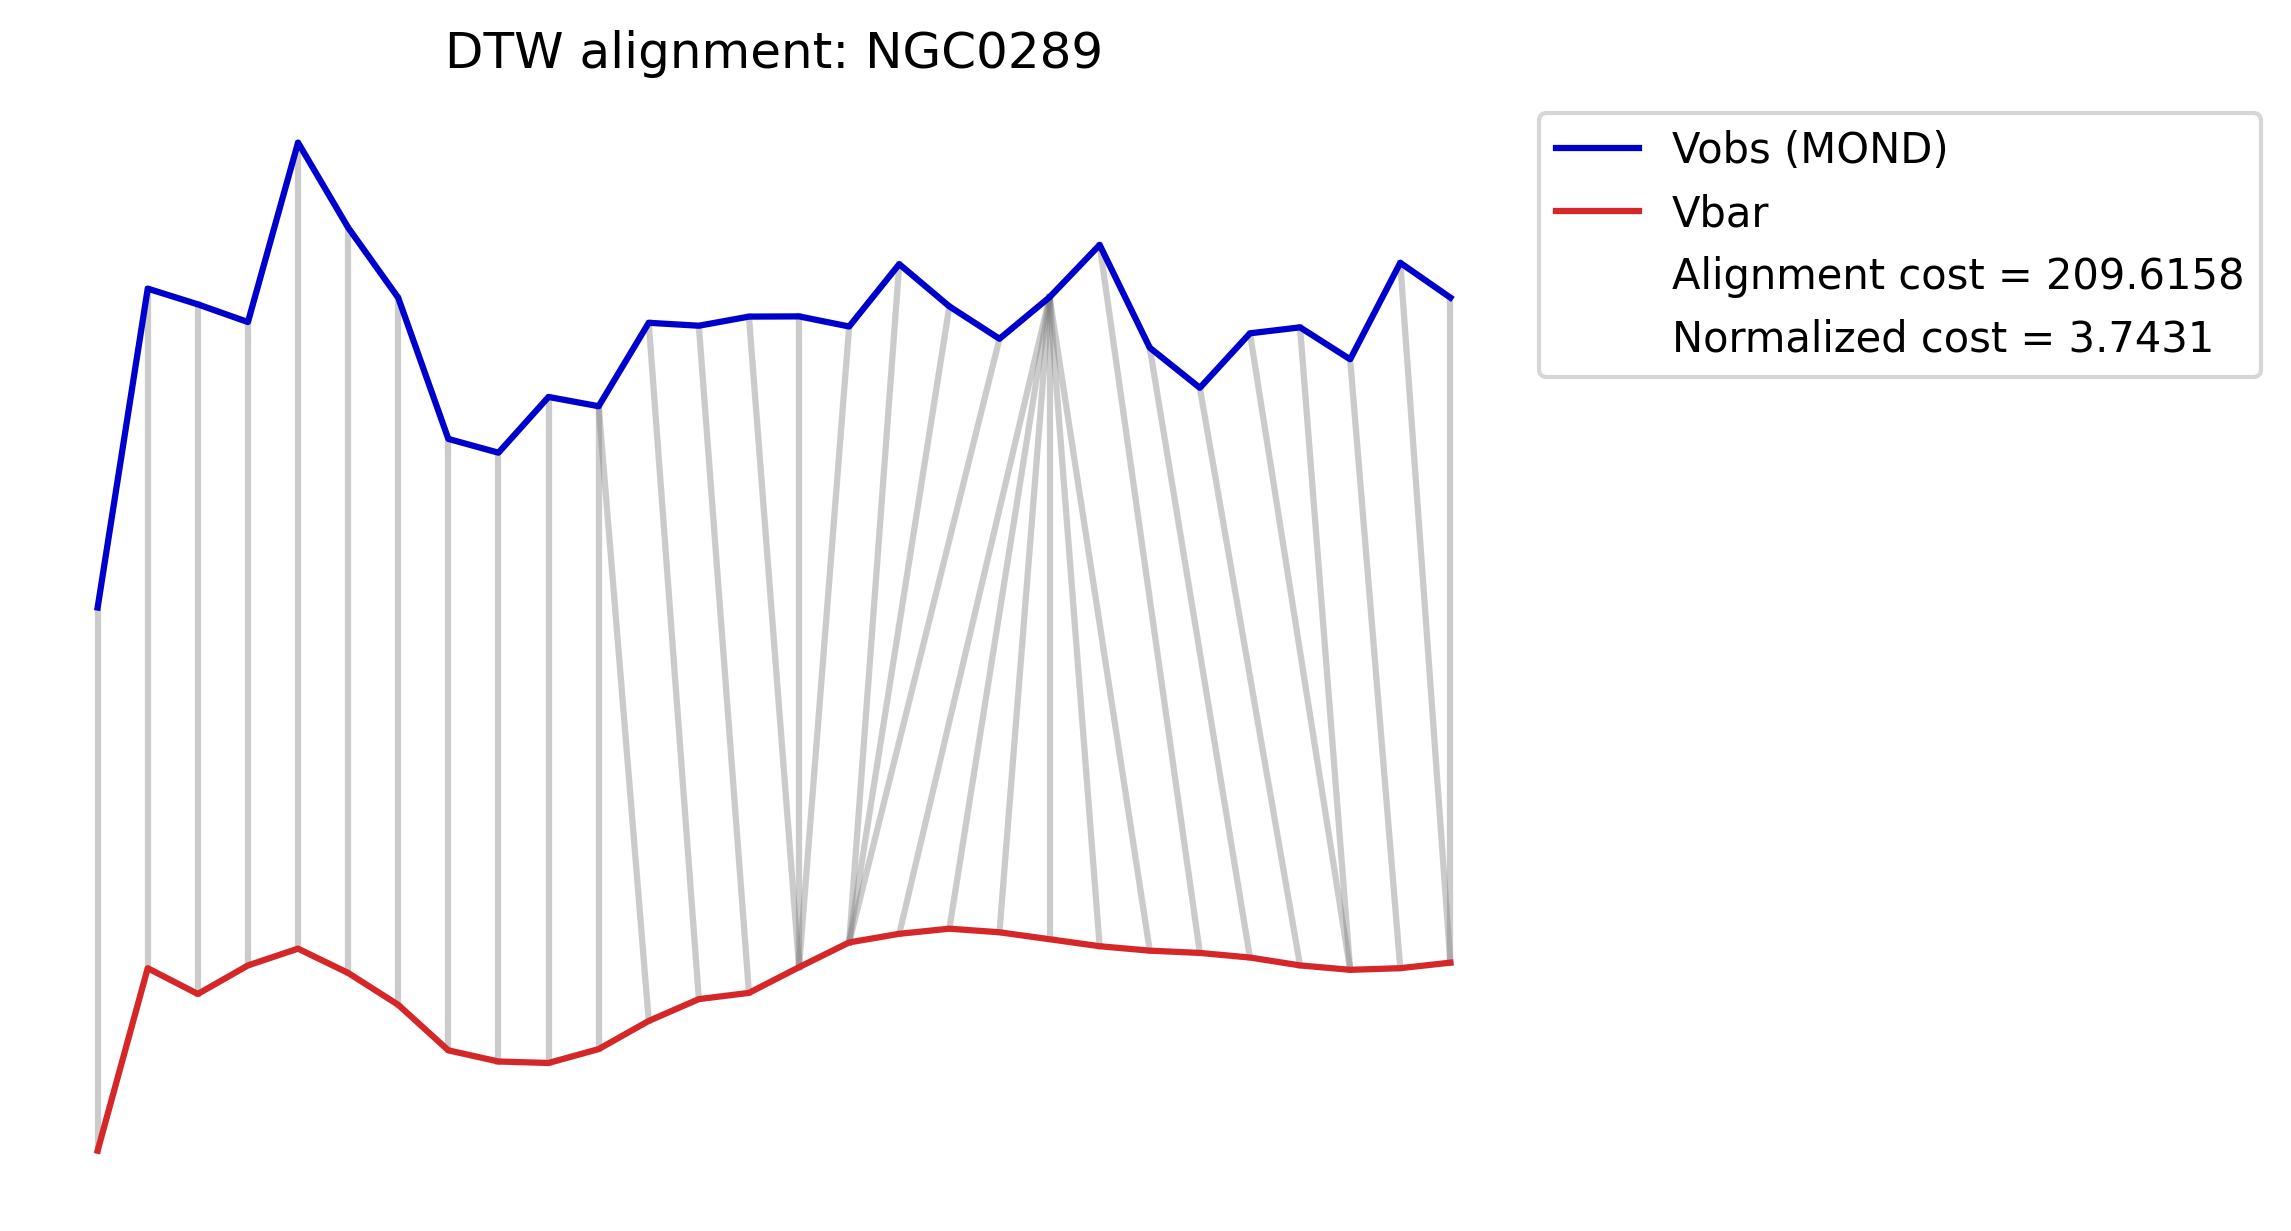 DTW alignment: NGC0289
Vobs (MOND)
Vbar
Alignment cost = 209.6158
Normalized cost = 3.7431